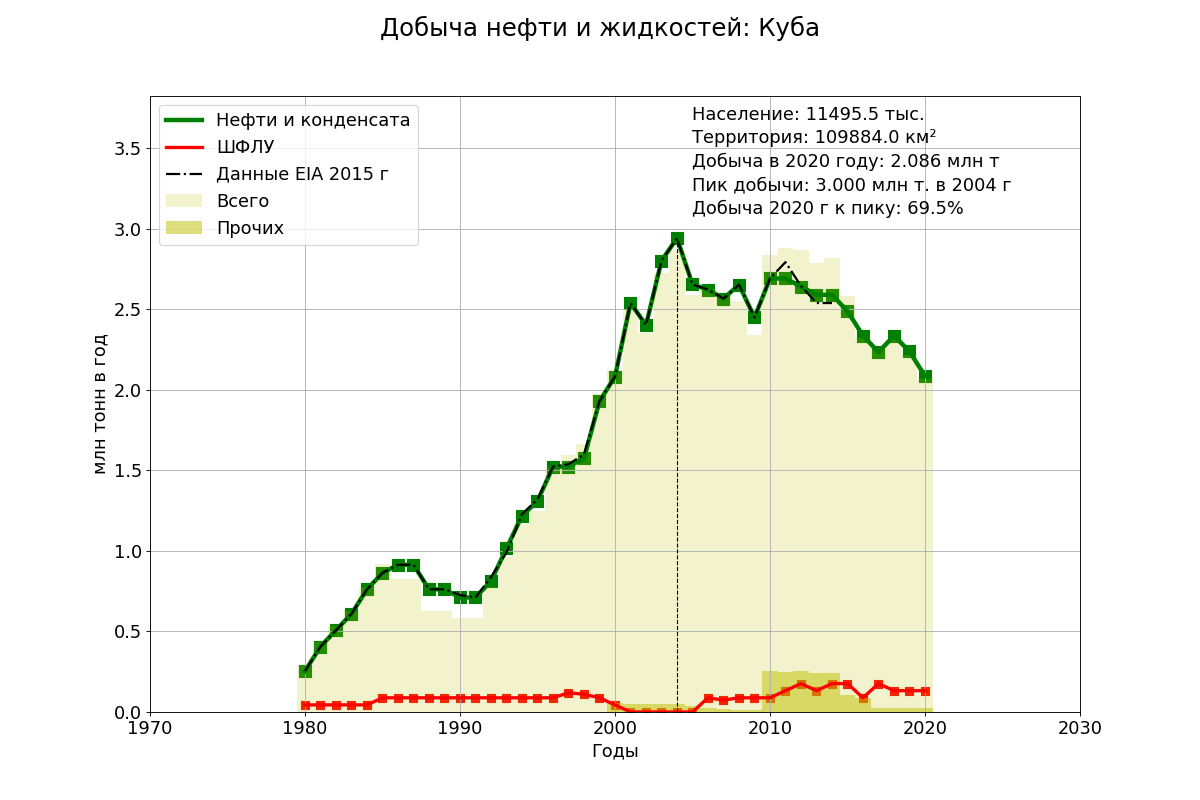 Добыча нефти и жидкостей: Куба
Нефти и конденсата
ШФЛУ
Данные EIA 2015 г
Всего
Прочих
Население: 11495.5 тыс.
Территория: 109884.0 км²
Добыча в 2020 году: 2.086 млн т
Пик добычи: 3.000 млн т. в 2004 г
Добыча 2020 г к пику: 69.5%
млн тонн в год
3.5
3.0
2.5
2.0
1.5
1.0
0.5
0.0
1970 1980 1990 2000 2010 2020 2030
Годы